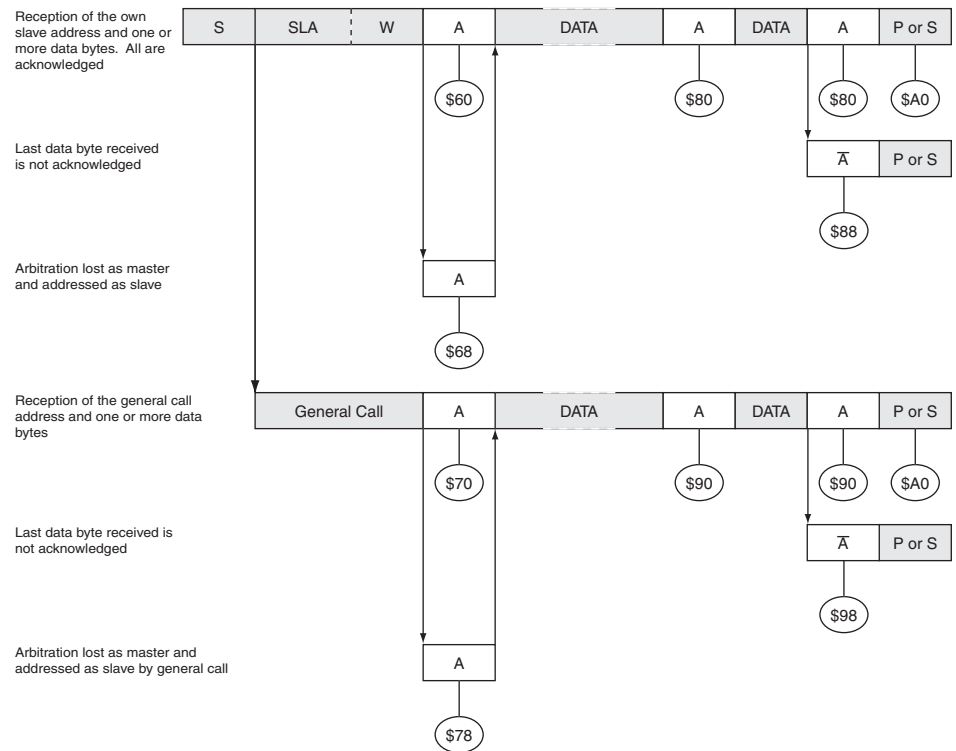 Reception of the own
slave address and one or
more data bytes.  All are
acknowledged
S SLA W A DATA A DATA A P or S
$60 $80 $80 $A0
Last data byte received
is not acknowledged
A̅ P or S
$88
Arbitration lost as master
and addressed as slave
A
$68
Reception of the general call
address and one or more data
bytes
General Call A DATA A DATA A P or S
$70 $90 $90 $A0
Last data byte received is
not acknowledged
A̅ P or S
$98
Arbitration lost as master and
addressed as slave by general call
A
$78